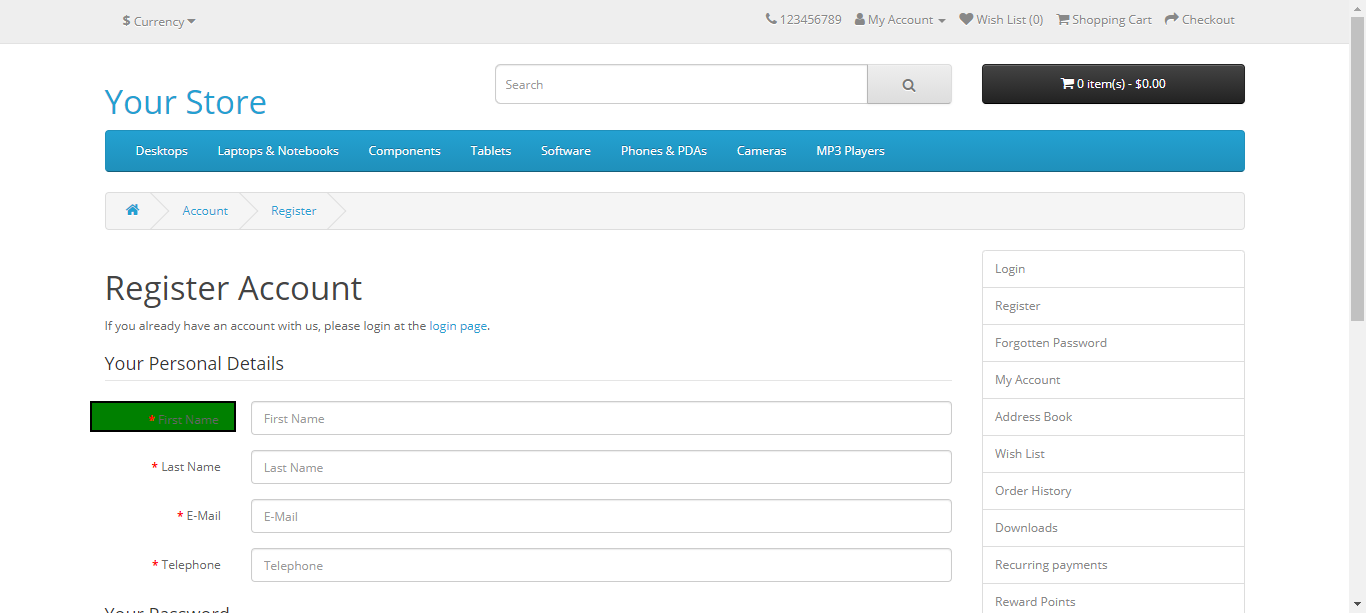 $ Currency
123456789 My Account Wish List (0) Shopping Cart Checkout
Your Store
Search
0 item(s) - $0.00
Desktops Laptops & Notebooks Components Tablets Software Phones & PDAs Cameras MP3 Players
Account Register
Register Account
If you already have an account with us, please login at the login page.
Your Personal Details
* First Name First Name
* Last Name Last Name
* E-Mail E-Mail
* Telephone Telephone
Your Password
Login
Register
Forgotten Password
My Account
Address Book
Wish List
Order History
Downloads
Recurring payments
Reward Points